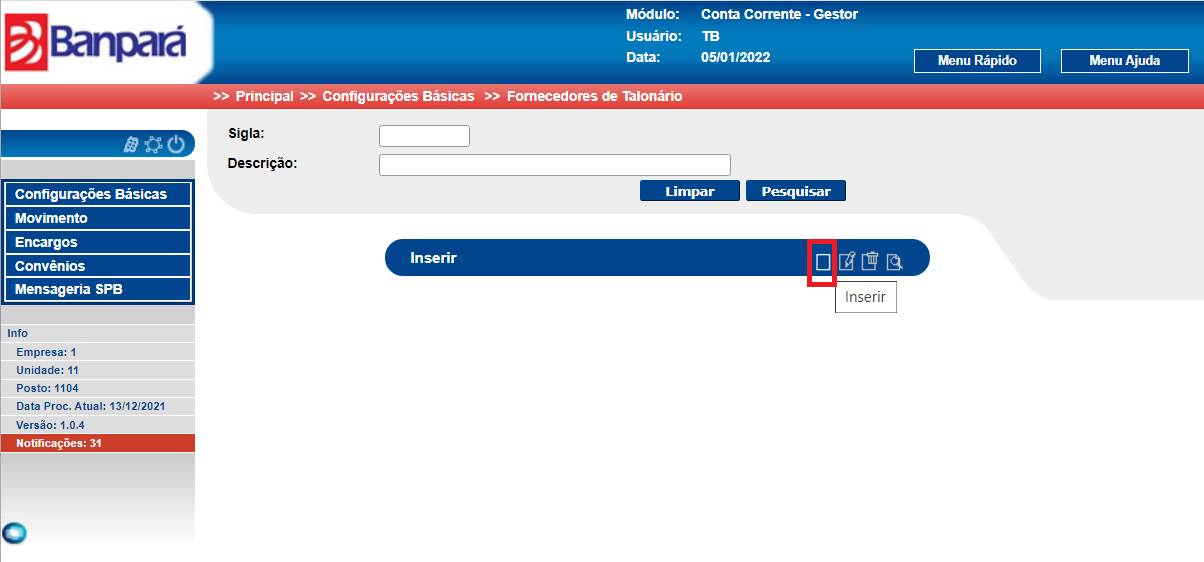 Banpará
Módulo: Conta Corrente - Gestor
Usuário: TB
Data: 05/01/2022
Menu Rápido
Menu Ajuda
>> Principal >> Configurações Básicas >> Fornecedores de Talonário
Sigla:
Descrição:
Limpar
Pesquisar
Configurações Básicas
Movimento
Encargos
Convênios
Mensageria SPB
Inserir
Inserir
Info
Empresa: 1
Unidade: 11
Posto: 1104
Data Proc. Atual: 13/12/2021
Versão: 1.0.4
Notificações: 31